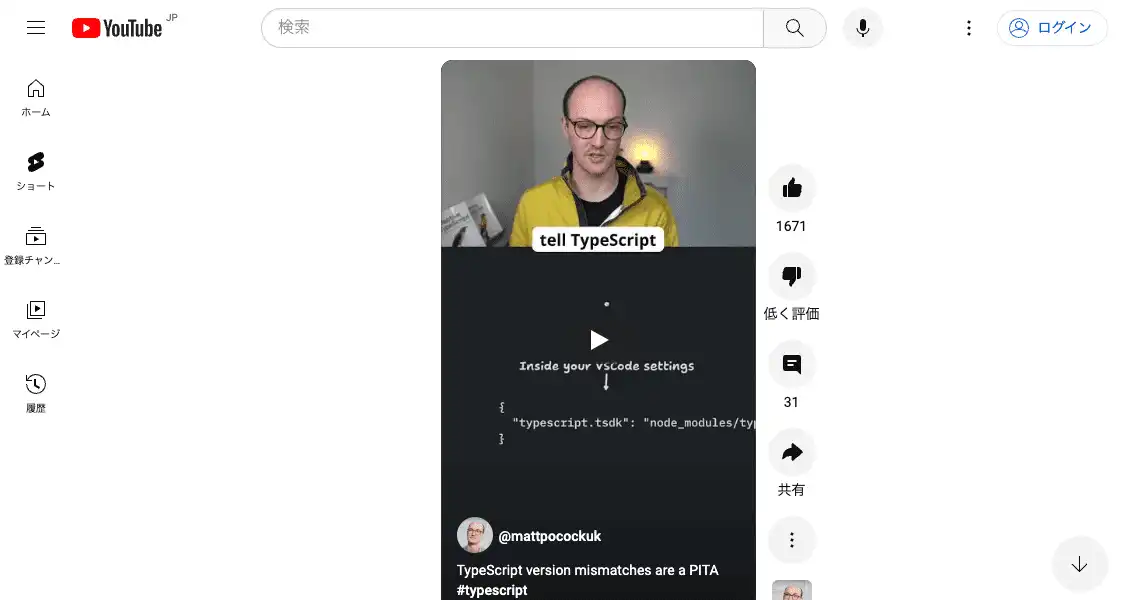 YouTube JP
検索
ログイン
ホーム
ショート
登録チャン...
マイページ
履歴
tell TypeScript
Inside your vscode settings
{
"typescript.tsdk": "node_modules/typ
}
@mattpocockuk
TypeScript version mismatches are a PITA
#typescript
1671
低く評価
31
共有